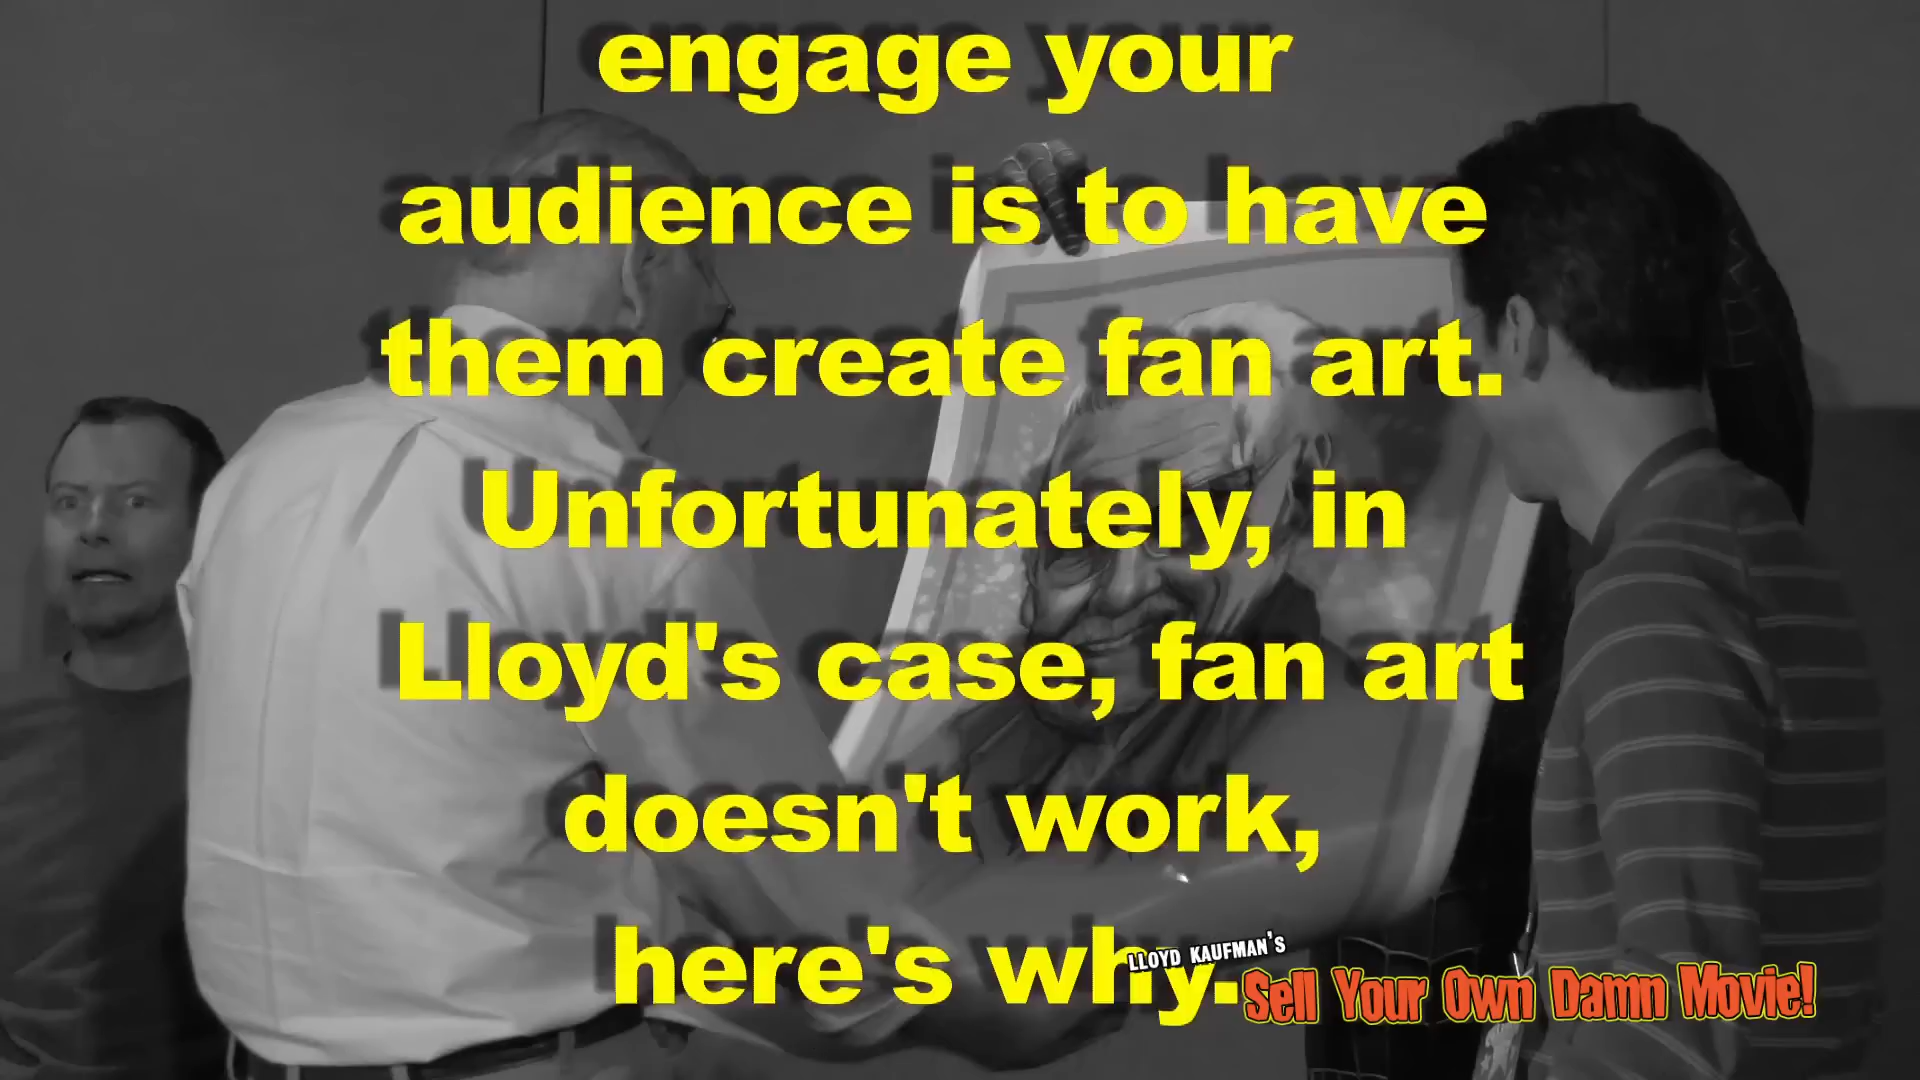 engage your
audience is to have
them create fan art.
Unfortunately, in
Lloyd's case, fan art
doesn't work,
here's why.
LLOYD KAUFMAN'S
Sell Your Own Damn Movie!